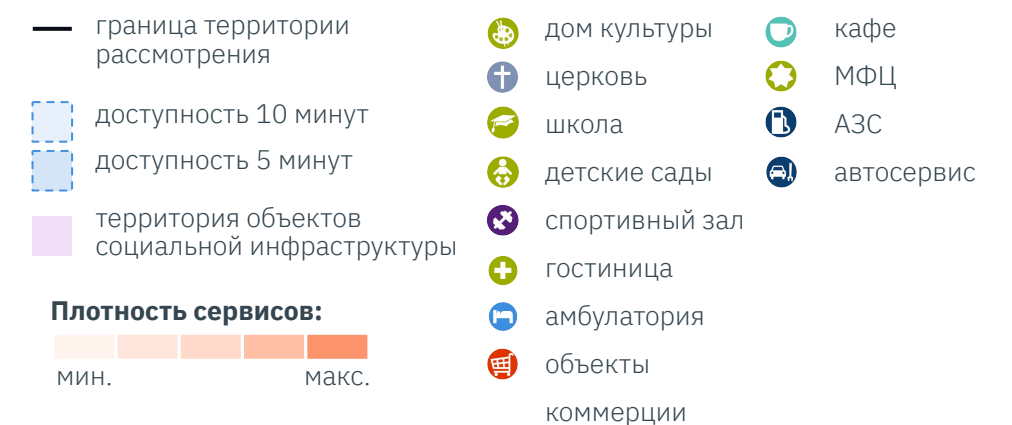 граница территории
рассмотрения
доступность 10 минут
доступность 5 минут
территория объектов
социальной инфраструктуры
Плотность сервисов:
мин.
макс.
дом культуры
церковь
школа
детские сады
спортивный зал
гостиница
амбулатория
объекты
коммерции
кафе
МФЦ
АЗС
автосервис